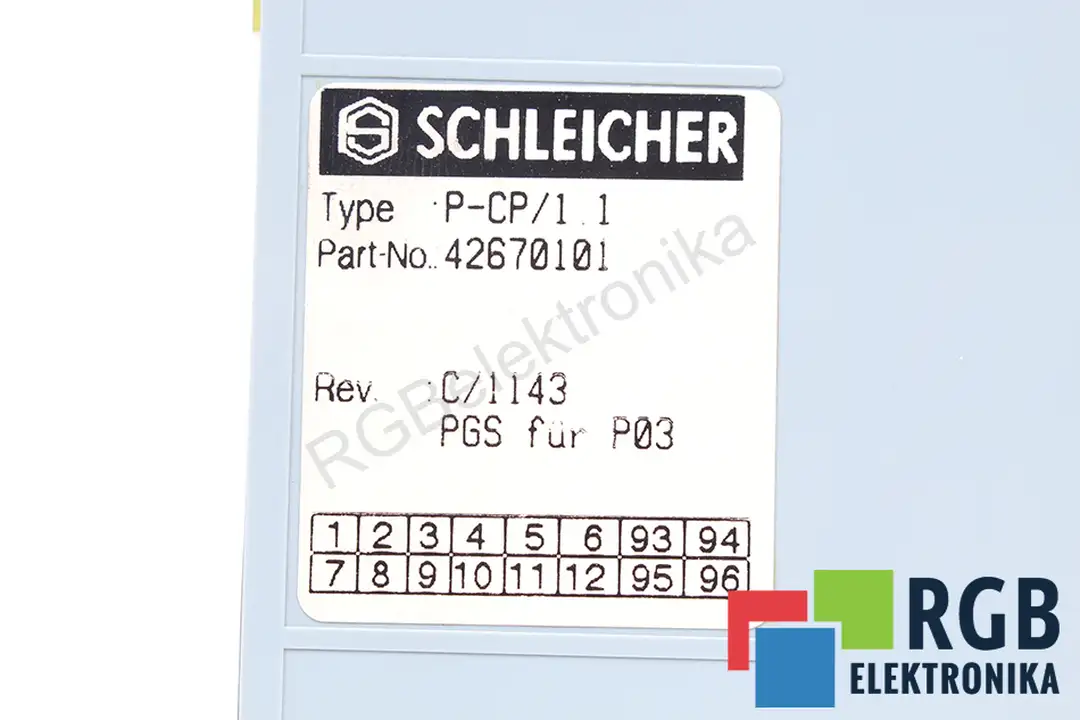 SCHLEICHER
Type : P-CP/1.1
Part-No.: 42670101
Rev. : C/1143
PGS für P03
1 2 3 4 5 6 93 94
7 8 9 10 11 12 95 96
RGBelektronika
RGB
ELEKTRONIKA